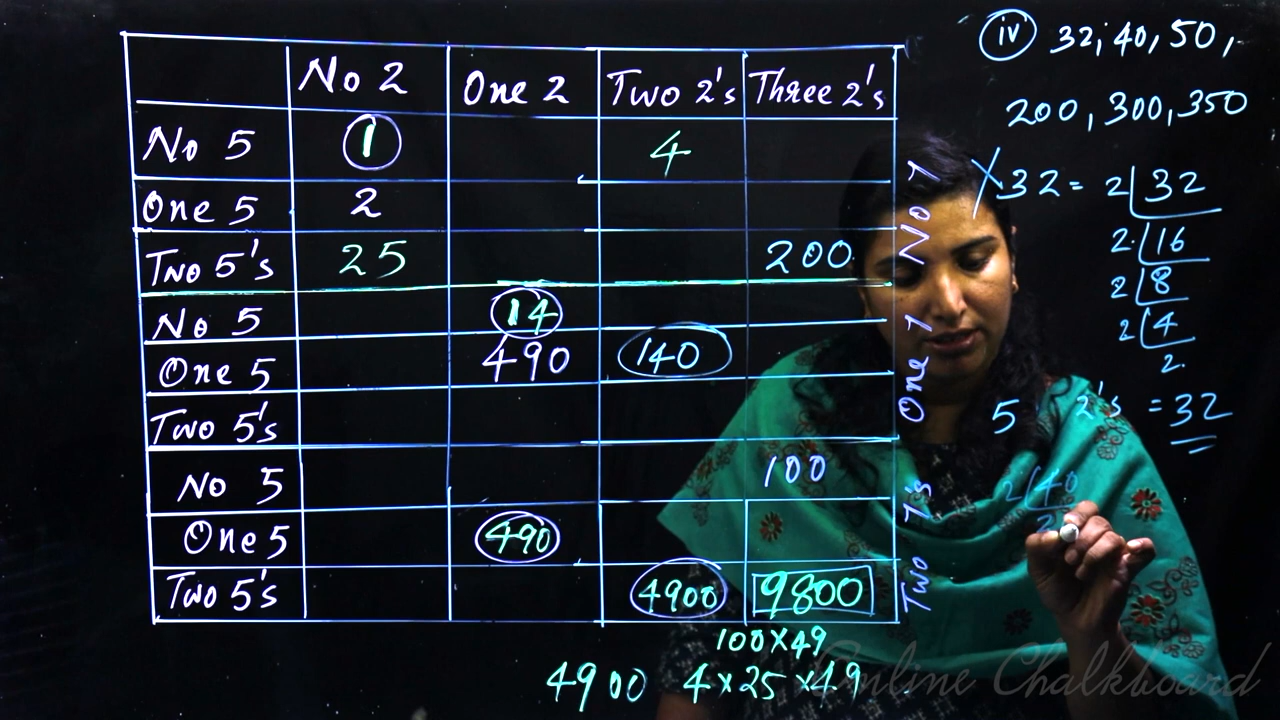 No 2 One 2 Two 2's Three 2's
No 5 1 4
One 5 2
Two 5's 25 200
No 7
No 5 14
One 5 490 140
Two 5's
One 7
No 5 100
One 5 490
Two 5's 4900 9800
Two 7's
100×49
4900 4×25×49
iv 32, 40, 50,
200, 300, 350
32 = 2 32
2 16
2 8
2 4
2
5 2's = 32
2 40
2
Online Chalkboard